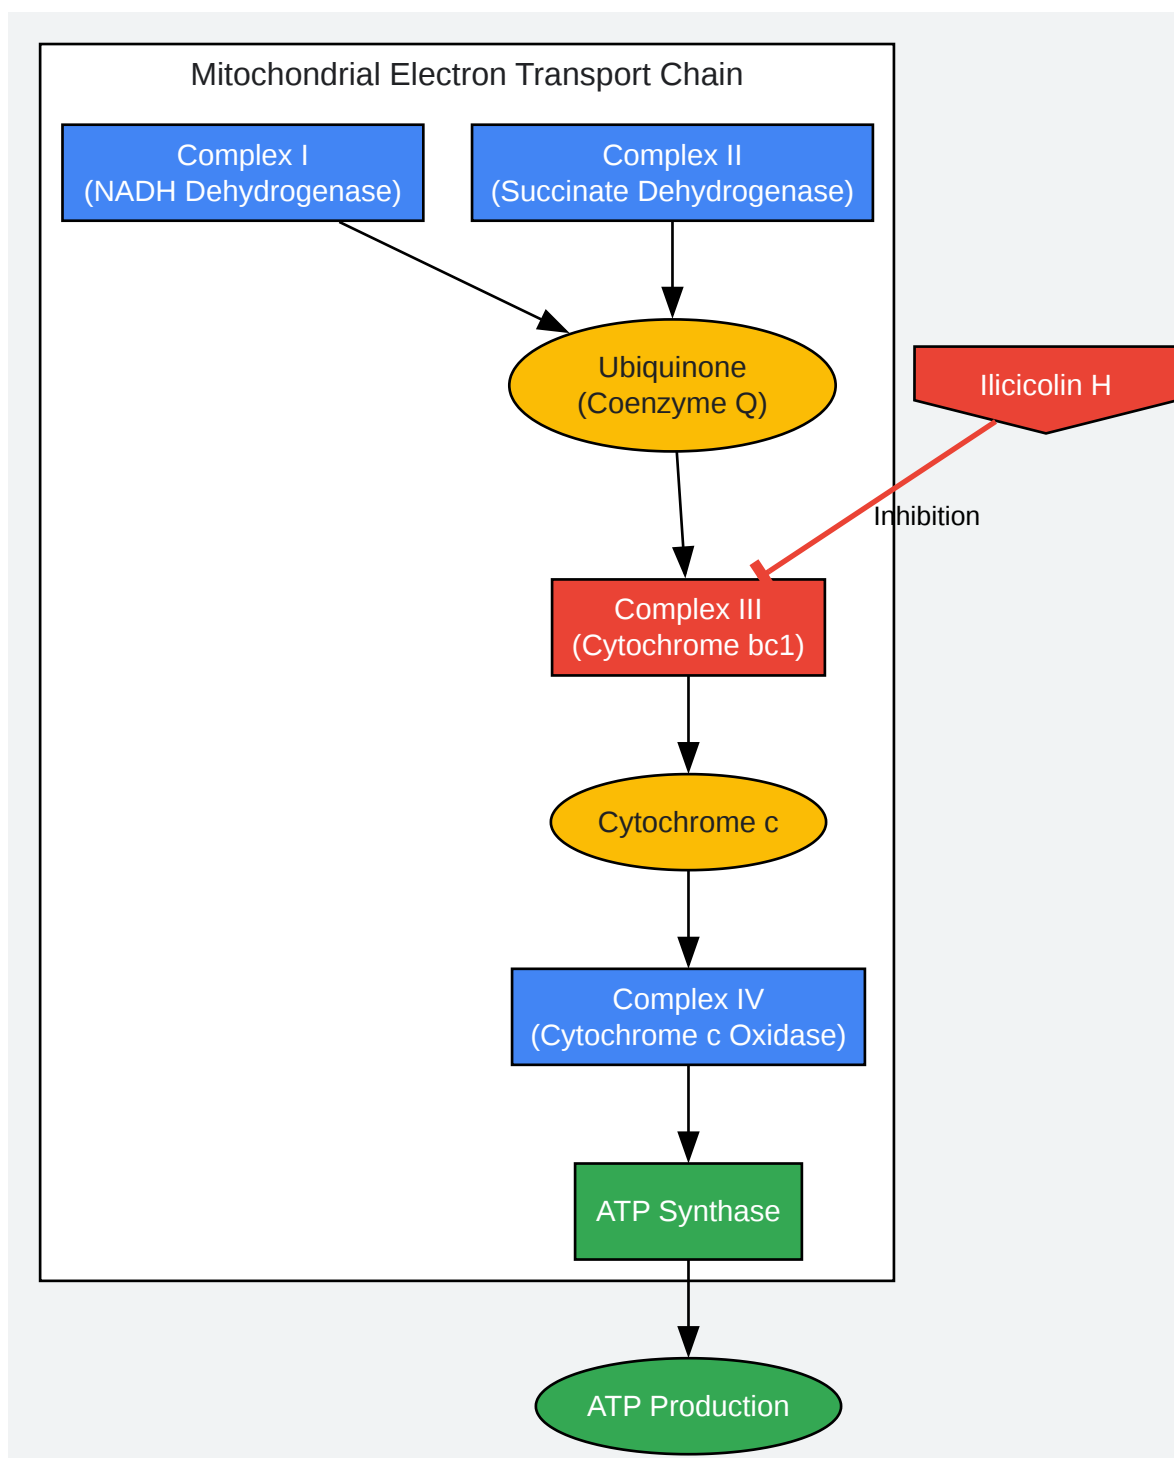 Mitochondrial Electron Transport Chain
Complex I
(NADH Dehydrogenase)
Complex II
(Succinate Dehydrogenase)
Ubiquinone
(Coenzyme Q)
Ilicicolin H
Inhibition
Complex III
(Cytochrome bc1)
Cytochrome c
Complex IV
(Cytochrome c Oxidase)
ATP Synthase
ATP Production